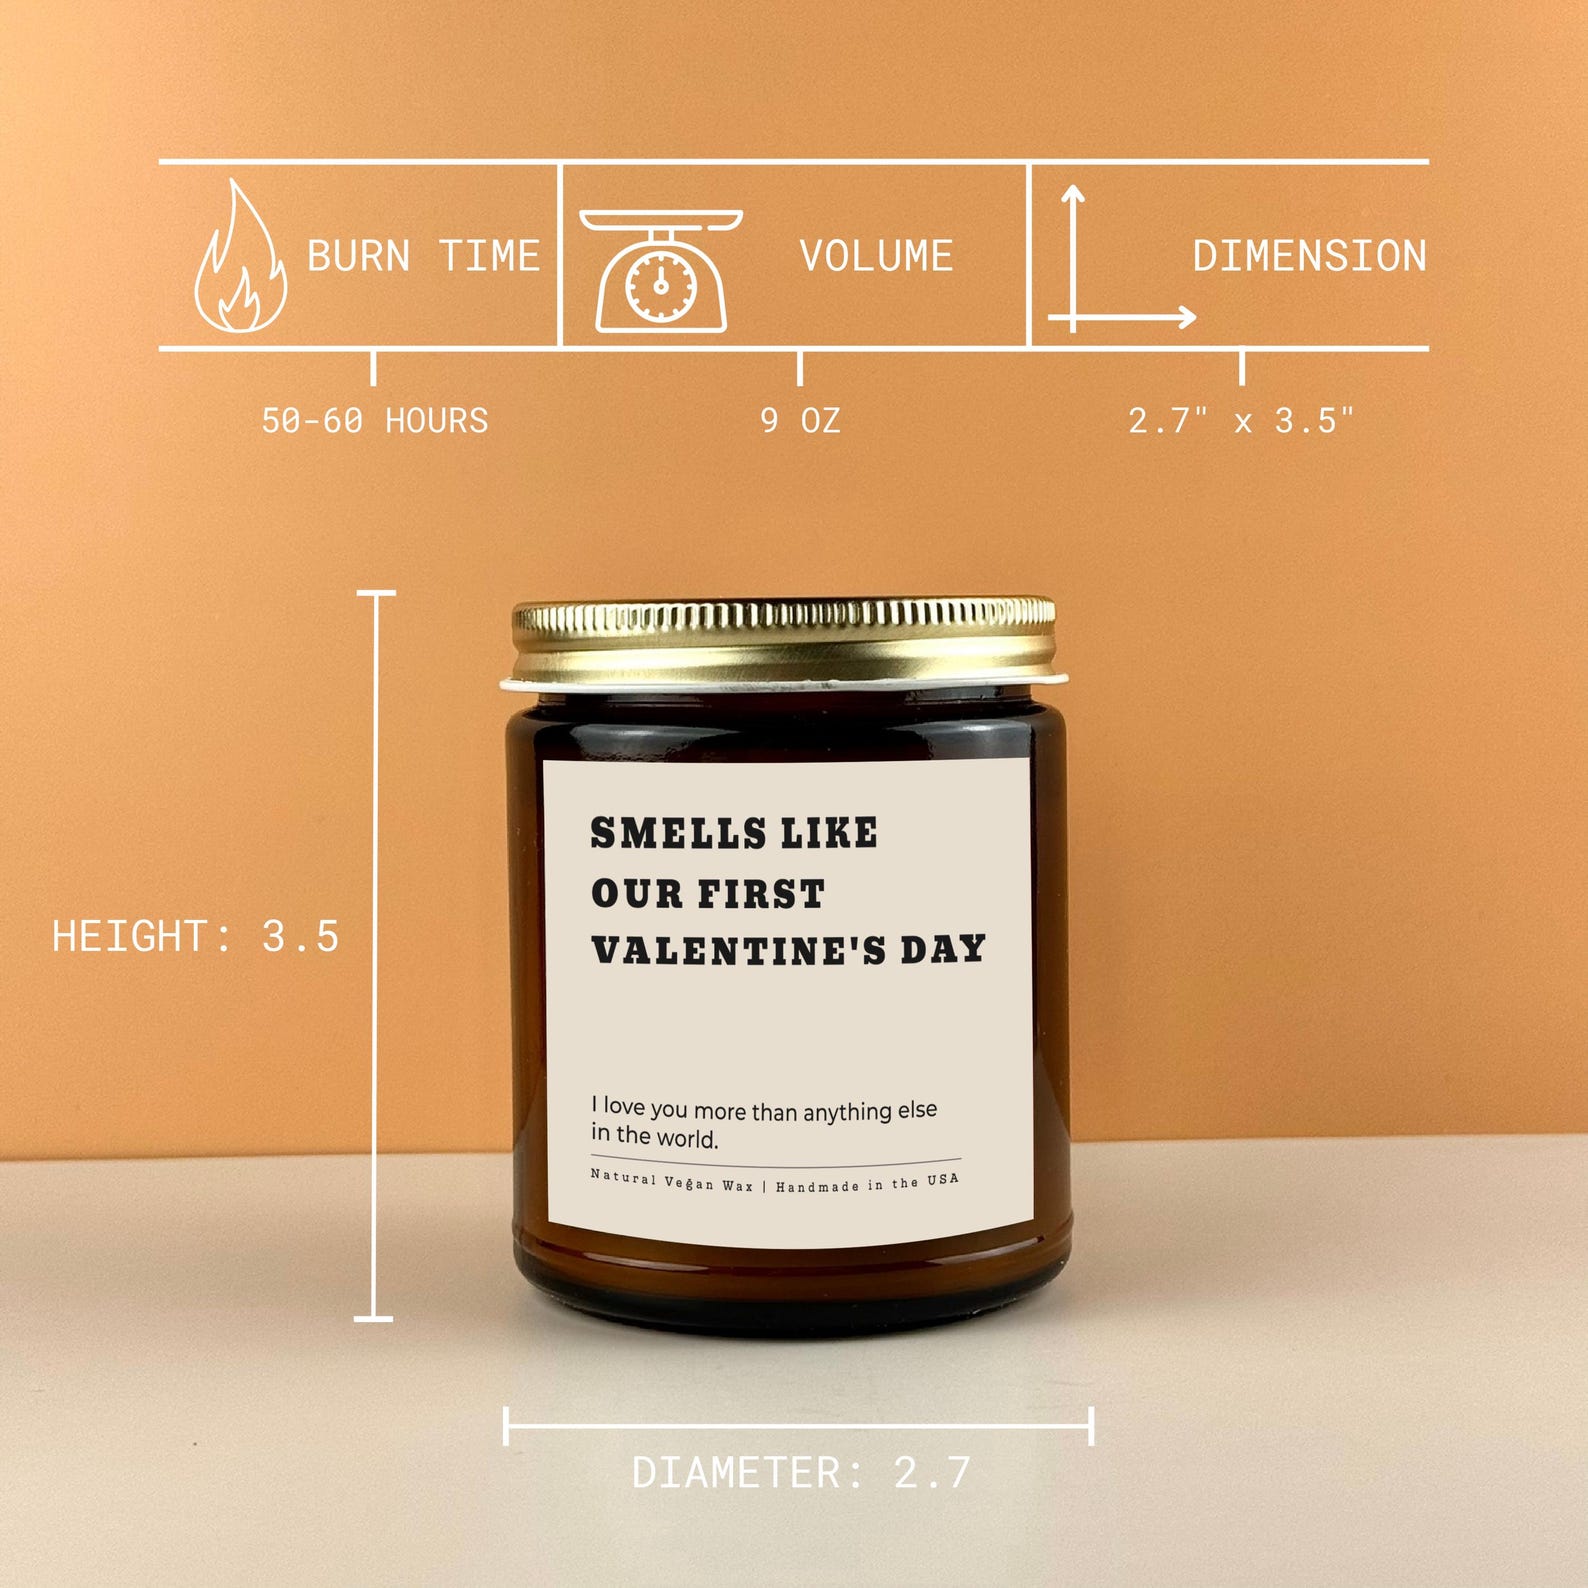 BURN TIME
VOLUME
DIMENSION
50-60 HOURS
9 OZ
2.7" x 3.5"
HEIGHT: 3.5
SMELLS LIKE
OUR FIRST
VALENTINE'S DAY
I love you more than anything else
in the world.
Natural Vegan Wax | Handmade in the USA
DIAMETER: 2.7